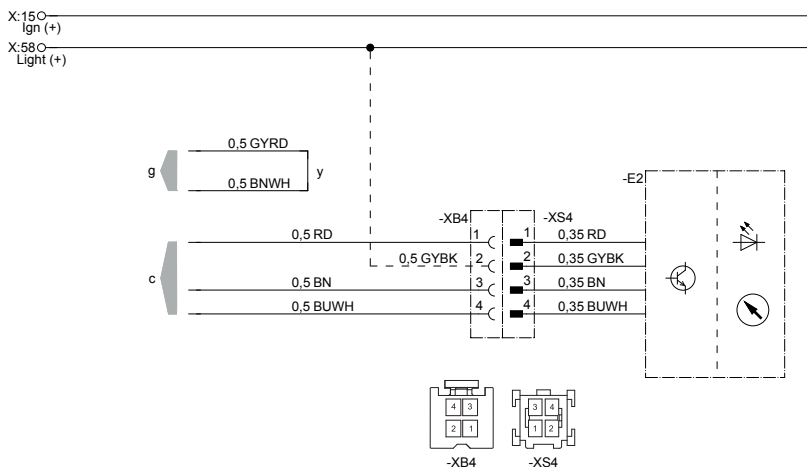 X:15
Ign (+)
X:58
Light (+)
0,5 GYRD
g
y
0,5 BNWH
-E2
-XB4
-XS4
0,5 RD
1
1
0,35 RD
0,5 GYBK
2
2
0,35 GYBK
c
0,5 BN
3
3
0,35 BN
0,5 BUWH
4
4
0,35 BUWH
4 3
3 4
2 1
1 2
-XB4
-XS4